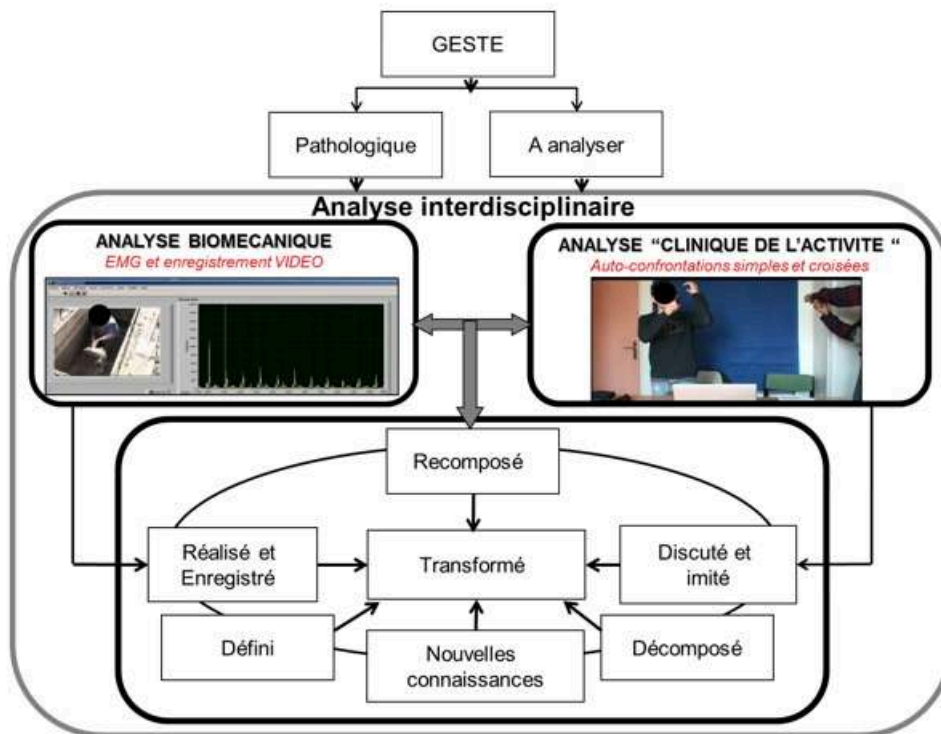 GESTE
Pathologique
A analyser
Analyse interdisciplinaire
ANALYSE BIOMECANIQUE
EMG et enregistrement VIDEO
ANALYSE “CLINIQUE DE L’ACTIVITE “
Auto-confrontations simples et croisées
Recomposé
Réalisé et
Enregistré
Transformé
Discuté et
imité
Défini
Nouvelles
connaissances
Décomposé